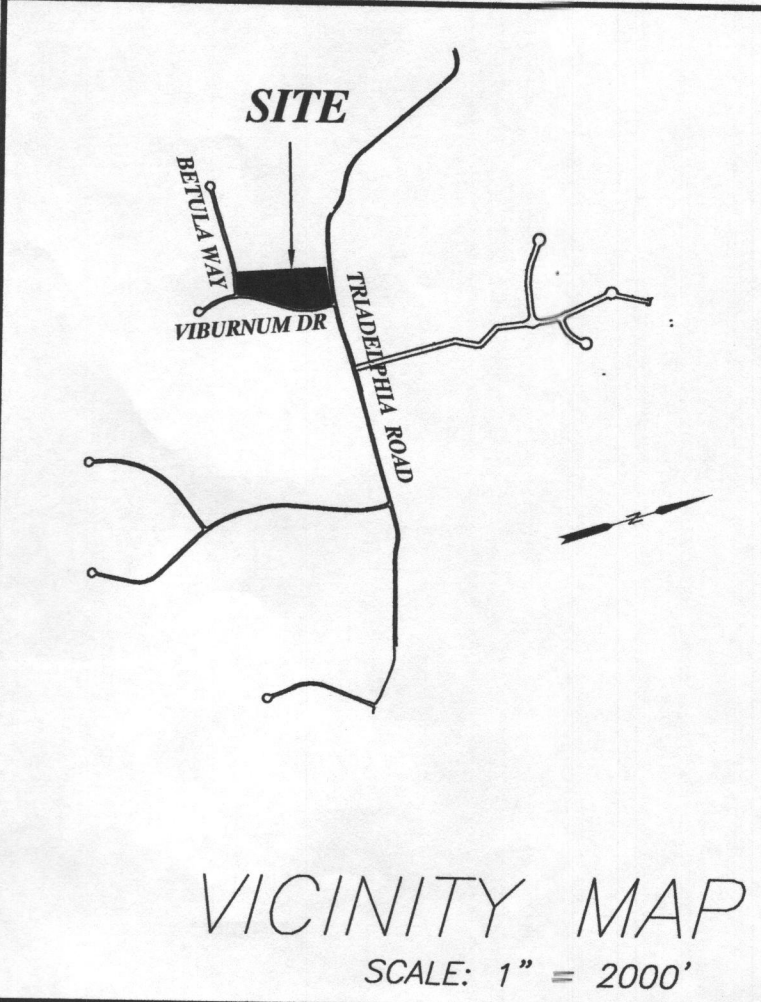 SITE
BETULA WAY
VIBURNUM DR
TRIADELPHIA ROAD
N
VICINITY MAP
SCALE: 1" = 2000'